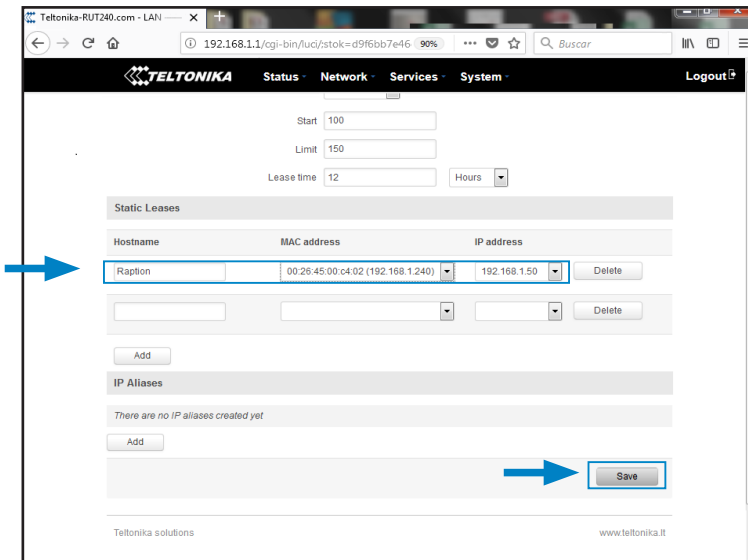 Teltonika-RUT240.com - LAN
192.168.1.1/cgi-bin/luci/;stok=d9f6bb7e46 90% Buscar
TELTONIKA Status Network Services System Logout
Start 100
Limit 150
Lease time 12 Hours
Static Leases
Hostname MAC address IP address
Raption 00:26:45:00:c4:02 (192.168.1.240) 192.168.1.50 Delete
Delete
Add
IP Aliases
There are no IP aliases created yet
Add
Save
Teltonika solutions www.teltonika.lt